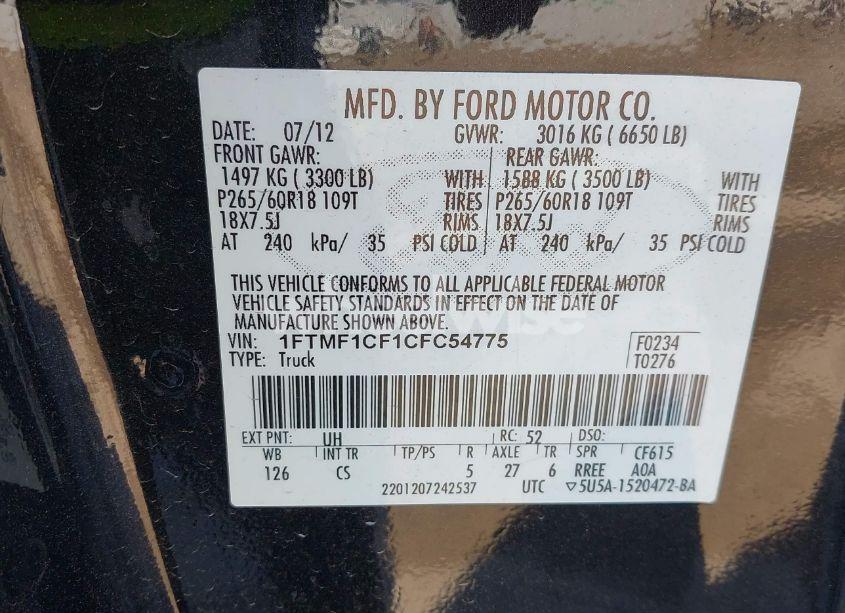 MFD. BY FORD MOTOR CO.
DATE: 07/12 GVWR: 3016 KG ( 6650 LB)
FRONT GAWR: REAR GAWR:
1497 KG ( 3300 LB) WITH 1588 KG ( 3500 LB) WITH
P265/60R18 109T TIRES P265/60R18 109T TIRES
18X7.5J RIMS 18X7.5J RIMS
AT 240 kPa/ 35 PSI COLD AT 240 kPa/ 35 PSI COLD
THIS VEHICLE CONFORMS TO ALL APPLICABLE FEDERAL MOTOR
VEHICLE SAFETY STANDARDS IN EFFECT ON THE DATE OF
MANUFACTURE SHOWN ABOVE.
VIN: 1FTMF1CF1CFC54775 F0234
TYPE: Truck T0276
EXT PNT: UH RC: 52 DSO:
WB INT TR TP/PS R AXLE TR SPR CF615
126 CS 5 27 6 RREE A0A
2201207242537 UTC ▽5U5A-1520472-BA